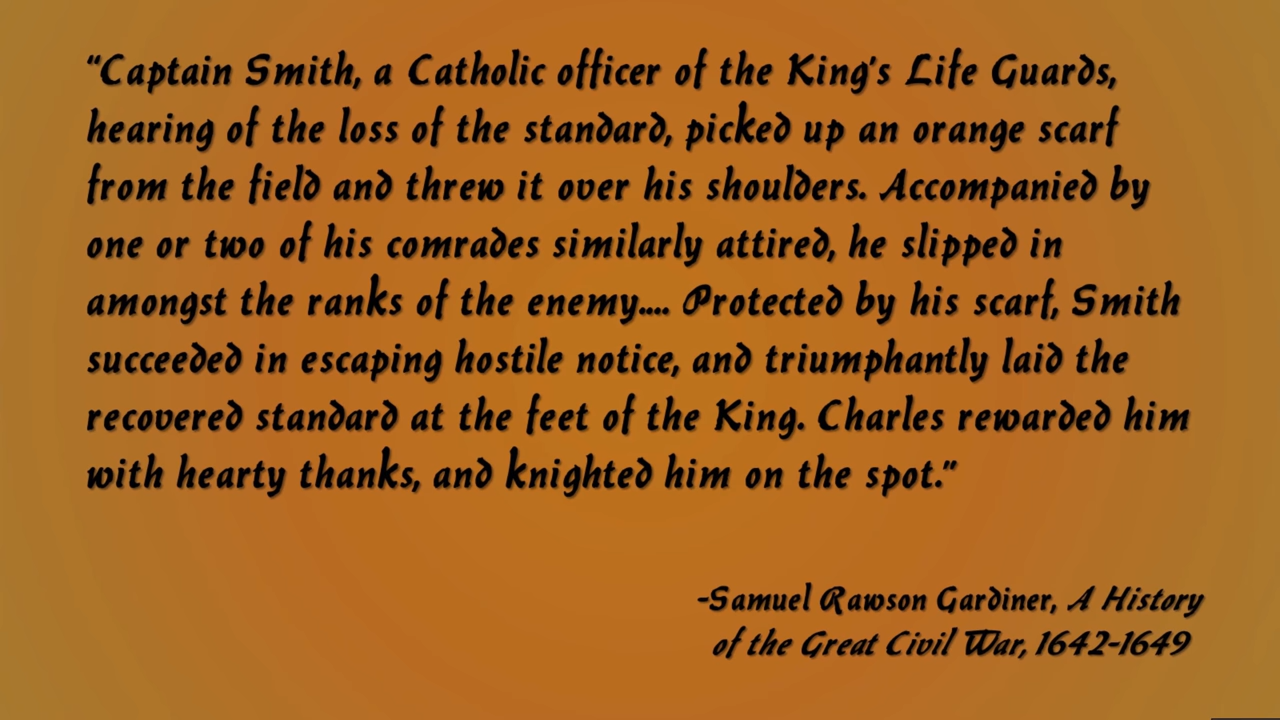 “Captain Smith, a Catholic officer of the King’s Life Guards,
hearing of the loss of the standard, picked up an orange scarf
from the field and threw it over his shoulders. Accompanied by
one or two of his comrades similarly attired, he slipped in
amongst the ranks of the enemy.... Protected by his scarf, Smith
succeeded in escaping hostile notice, and triumphantly laid the
recovered standard at the feet of the King. Charles rewarded him
with hearty thanks, and knighted him on the spot.”
-Samuel Rawson Gardiner, A History
of the Great Civil War, 1642-1649